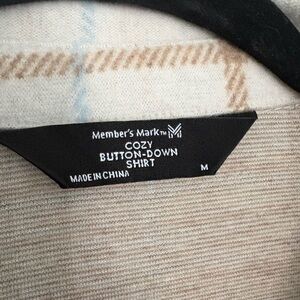 Member's Mark™ M
COZY
BUTTON-DOWN
SHIRT
MADE IN CHINA M